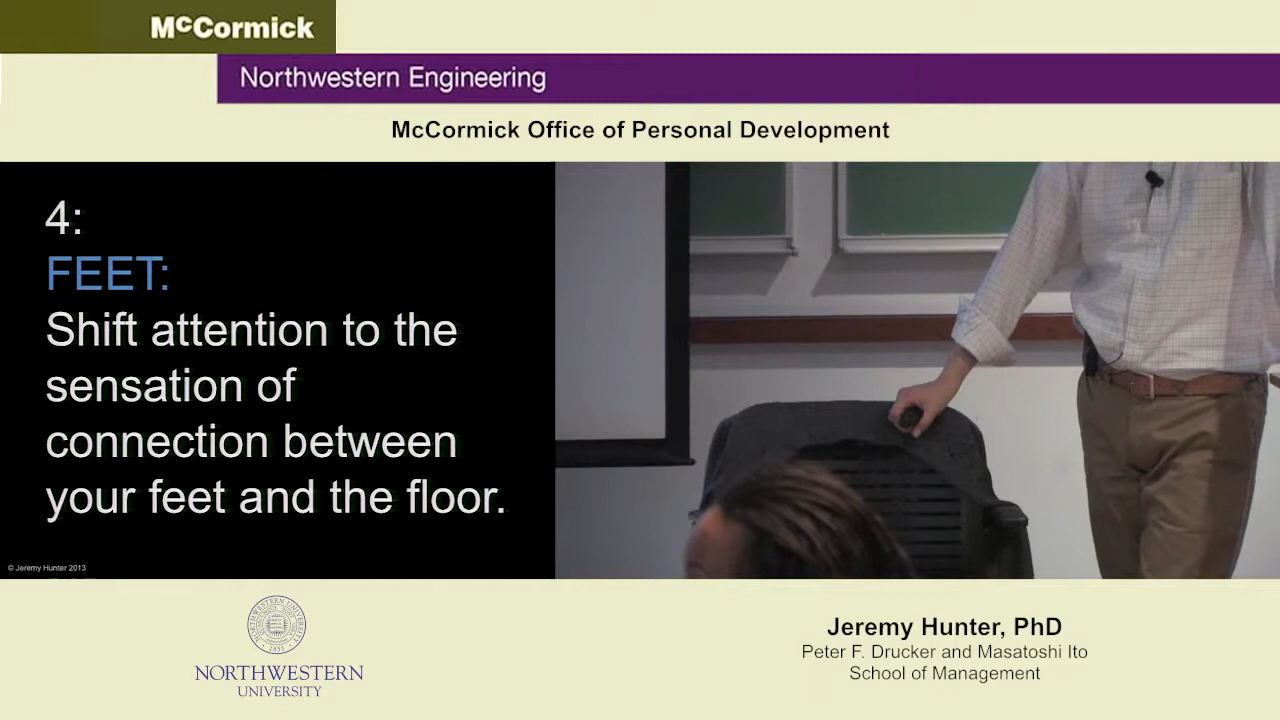 McCormick
Northwestern Engineering
McCormick Office of Personal Development
4:
FEET:
Shift attention to the
sensation of
connection between
your feet and the floor.
© Jeremy Hunter 2013
NORTHWESTERN
UNIVERSITY
Jeremy Hunter, PhD
Peter F. Drucker and Masatoshi Ito
School of Management